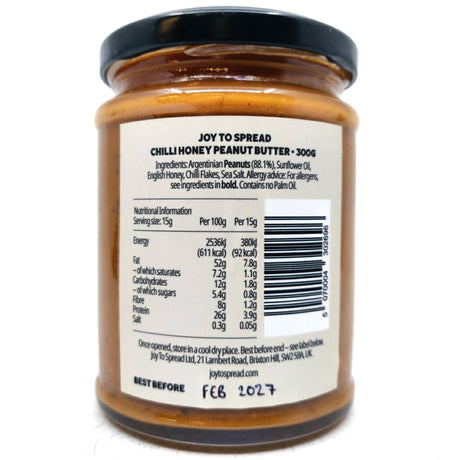 JOY TO SPREAD
CHILLI HONEY PEANUT BUTTER • 300G
Ingredients: Argentinian Peanuts (88.1%), Sunflower Oil,
English Honey, Chilli Flakes, Sea Salt. Allergy advice: For allergens,
see ingredients in bold. Contains no Palm Oil.
Nutritional Information
Serving size: 15g Per 100g Per 15g
Energy 2536kJ 380kJ
(611 kcal) (92 kcal)
Fat 52g 7.8g
– of which saturates 7.2g 1.1g
Carbohydrates 12g 1.8g
– of which sugars 5.4g 0.8g
Fibre 8g 1.2g
Protein 26g 3.9g
Salt 0.3g 0.05g
5 070004 302696
Once opened, store in a cool dry place. Best before end – see label below.
Joy To Spread Ltd, 21 Lambert Road, Brixton Hill, SW2 5BA, UK
joytospread.com
BEST BEFORE FEB 2027